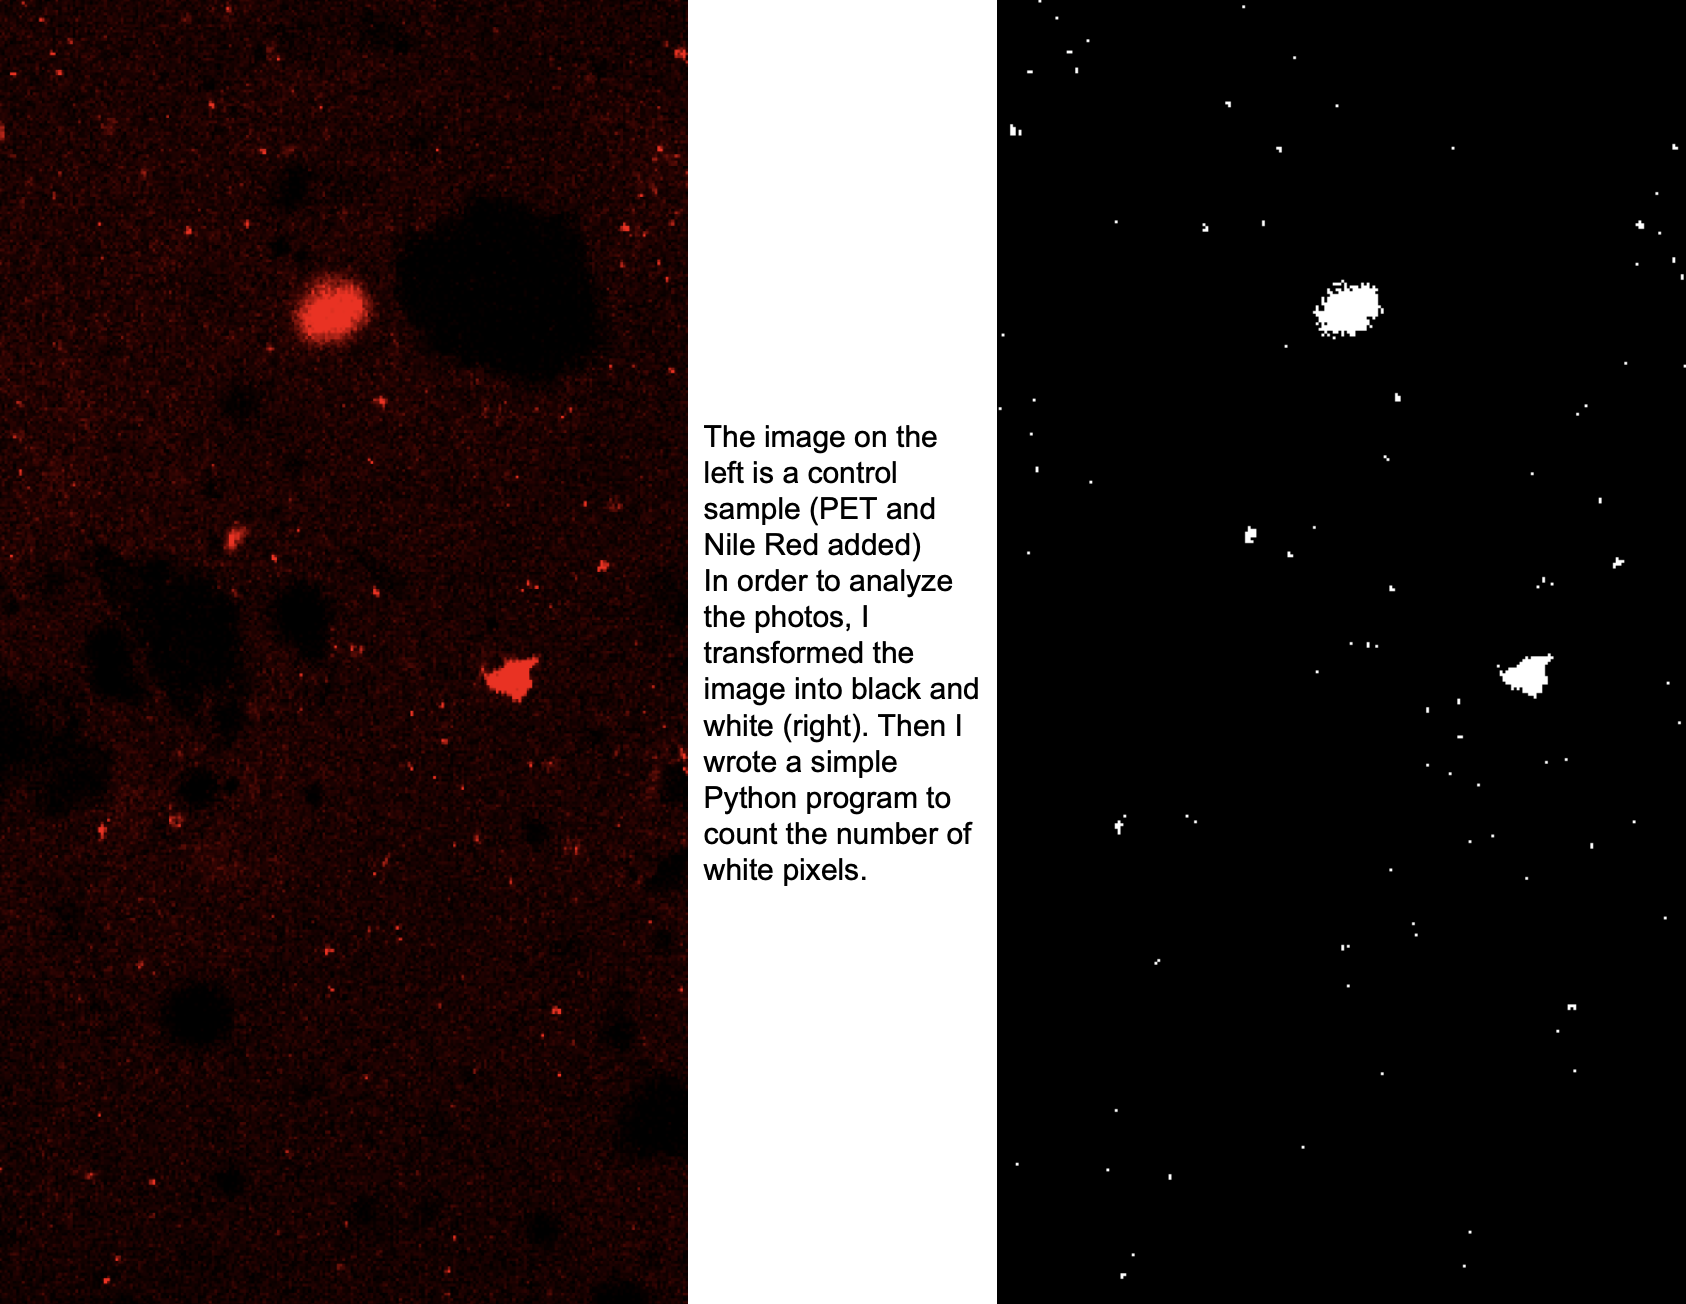 The image on the
left is a control
sample (PET and
Nile Red added)
In order to analyze
the photos, I
transformed the
image into black and
white (right). Then I
wrote a simple
Python program to
count the number of
white pixels.